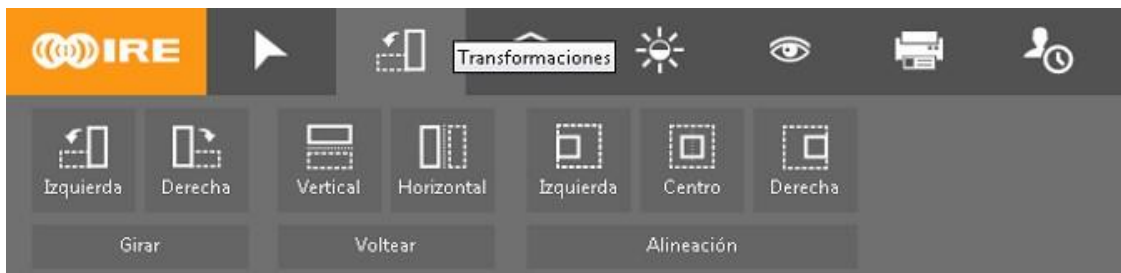 IRE
Transformaciones
Izquierda Derecha Vertical Horizontal Izquierda Centro Derecha
Girar Voltear Alineación